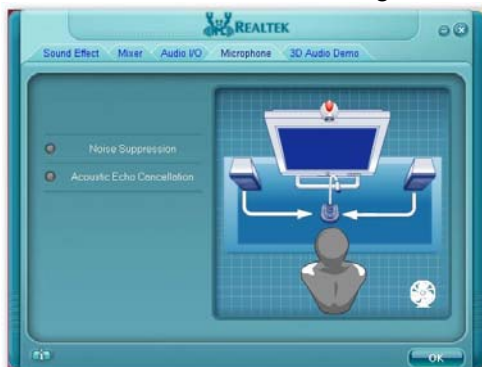 REALTEK
Sound Effect Mixer Audio I/O Microphone 3D Audio Demo
Noise Suppression
Acoustic Echo Cancellation
OK